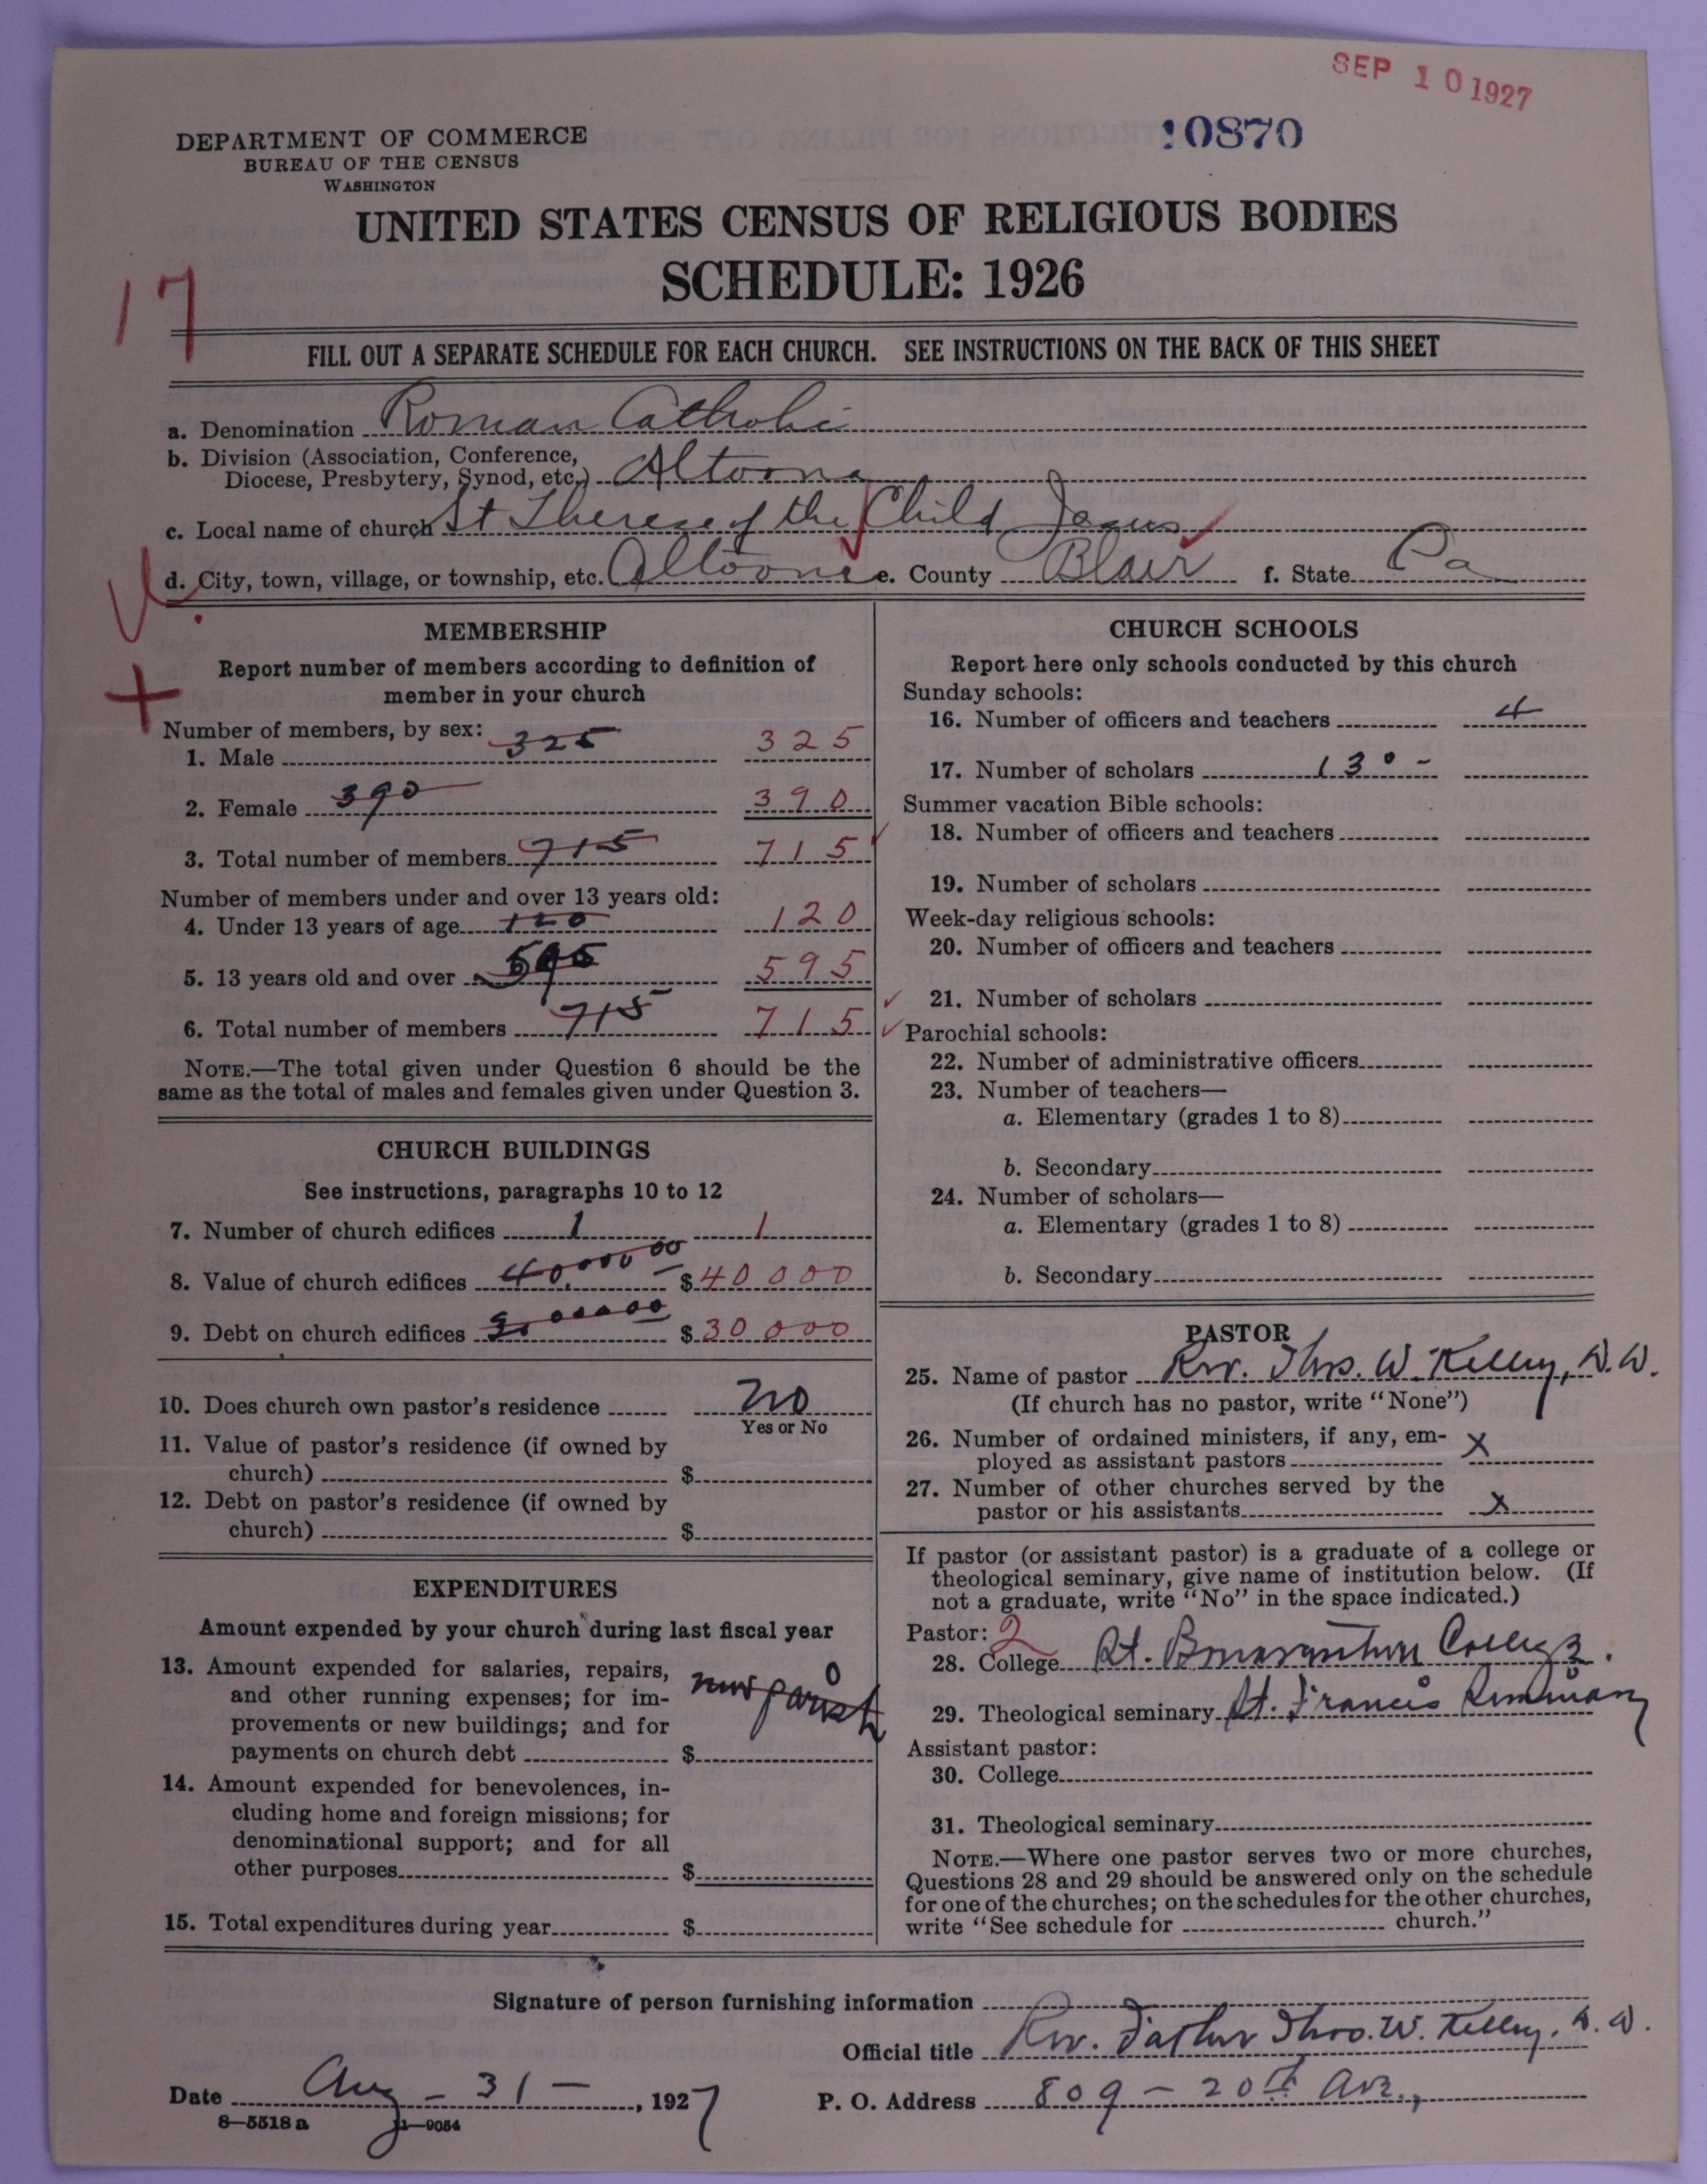 SEP 10 1927
10870
DEPARTMENT OF COMMERCE
BUREAU OF THE CENSUS
WASHINGTON
UNITED STATES CENSUS OF RELIGIOUS BODIES
SCHEDULE: 1926
17
FILL OUT A SEPARATE SCHEDULE FOR EACH CHURCH. SEE INSTRUCTIONS ON THE BACK OF THIS SHEET
a. Denomination Roman Catholic
b. Division (Association, Conference,
Diocese, Presbytery, Synod, etc.) Altoona
c. Local name of church St Therese of the Child Jesus
d. City, town, village, or township, etc. Altoona e. County Blair f. State Pa
MEMBERSHIP
Report number of members according to definition of
member in your church
Number of members, by sex:
1. Male 325 325
2. Female 390 390
3. Total number of members 715 715
Number of members under and over 13 years old:
4. Under 13 years of age 120 120
5. 13 years old and over 595 595
6. Total number of members 715 715
NOTE.—The total given under Question 6 should be the
same as the total of males and females given under Question 3.
CHURCH BUILDINGS
See instructions, paragraphs 10 to 12
7. Number of church edifices 1 1
8. Value of church edifices 40,000 00 $ 40000
9. Debt on church edifices $ 30000
10. Does church own pastor's residence No
Yes or No
11. Value of pastor's residence (if owned by
church) $
12. Debt on pastor's residence (if owned by
church) $
EXPENDITURES
Amount expended by your church during last fiscal year
13. Amount expended for salaries, repairs,
and other running expenses; for im-
provements or new buildings; and for
payments on church debt $
0
new parish
14. Amount expended for benevolences, in-
cluding home and foreign missions; for
denominational support; and for all
other purposes $
15. Total expenditures during year $
CHURCH SCHOOLS
Report here only schools conducted by this church
Sunday schools:
16. Number of officers and teachers 4
17. Number of scholars 130 -
Summer vacation Bible schools:
18. Number of officers and teachers
19. Number of scholars
Week-day religious schools:
20. Number of officers and teachers
21. Number of scholars
Parochial schools:
22. Number of administrative officers
23. Number of teachers—
a. Elementary (grades 1 to 8)
b. Secondary
24. Number of scholars—
a. Elementary (grades 1 to 8)
b. Secondary
PASTOR
25. Name of pastor Rev. Thos. W. Kelley, D.D.
(If church has no pastor, write "None")
26. Number of ordained ministers, if any, em-
ployed as assistant pastors X
27. Number of other churches served by the
pastor or his assistants X
If pastor (or assistant pastor) is a graduate of a college or
theological seminary, give name of institution below. (If
not a graduate, write "No" in the space indicated.)
Pastor: 2
28. College St. Bonaventure College.
29. Theological seminary St. Francis Seminary
Assistant pastor:
30. College
31. Theological seminary
NOTE.—Where one pastor serves two or more churches,
Questions 28 and 29 should be answered only on the schedule
for one of the churches; on the schedules for the other churches,
write "See schedule for church."
Signature of person furnishing information
Official title Rev. Father Thos. W. Kelley, D.D.
Date Aug - 31 - , 1927 P. O. Address 809 - 20th Ave.,
8—5518 a 11—9054